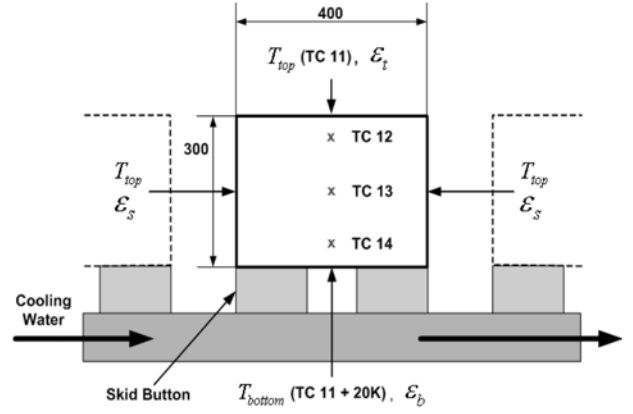 400
T_top (TC 11), ε_t
300
TC 12
TC 13
TC 14
T_top
ε_s
T_top
ε_s
Cooling
Water
Skid Button
T_bottom (TC 11 + 20K), ε_b